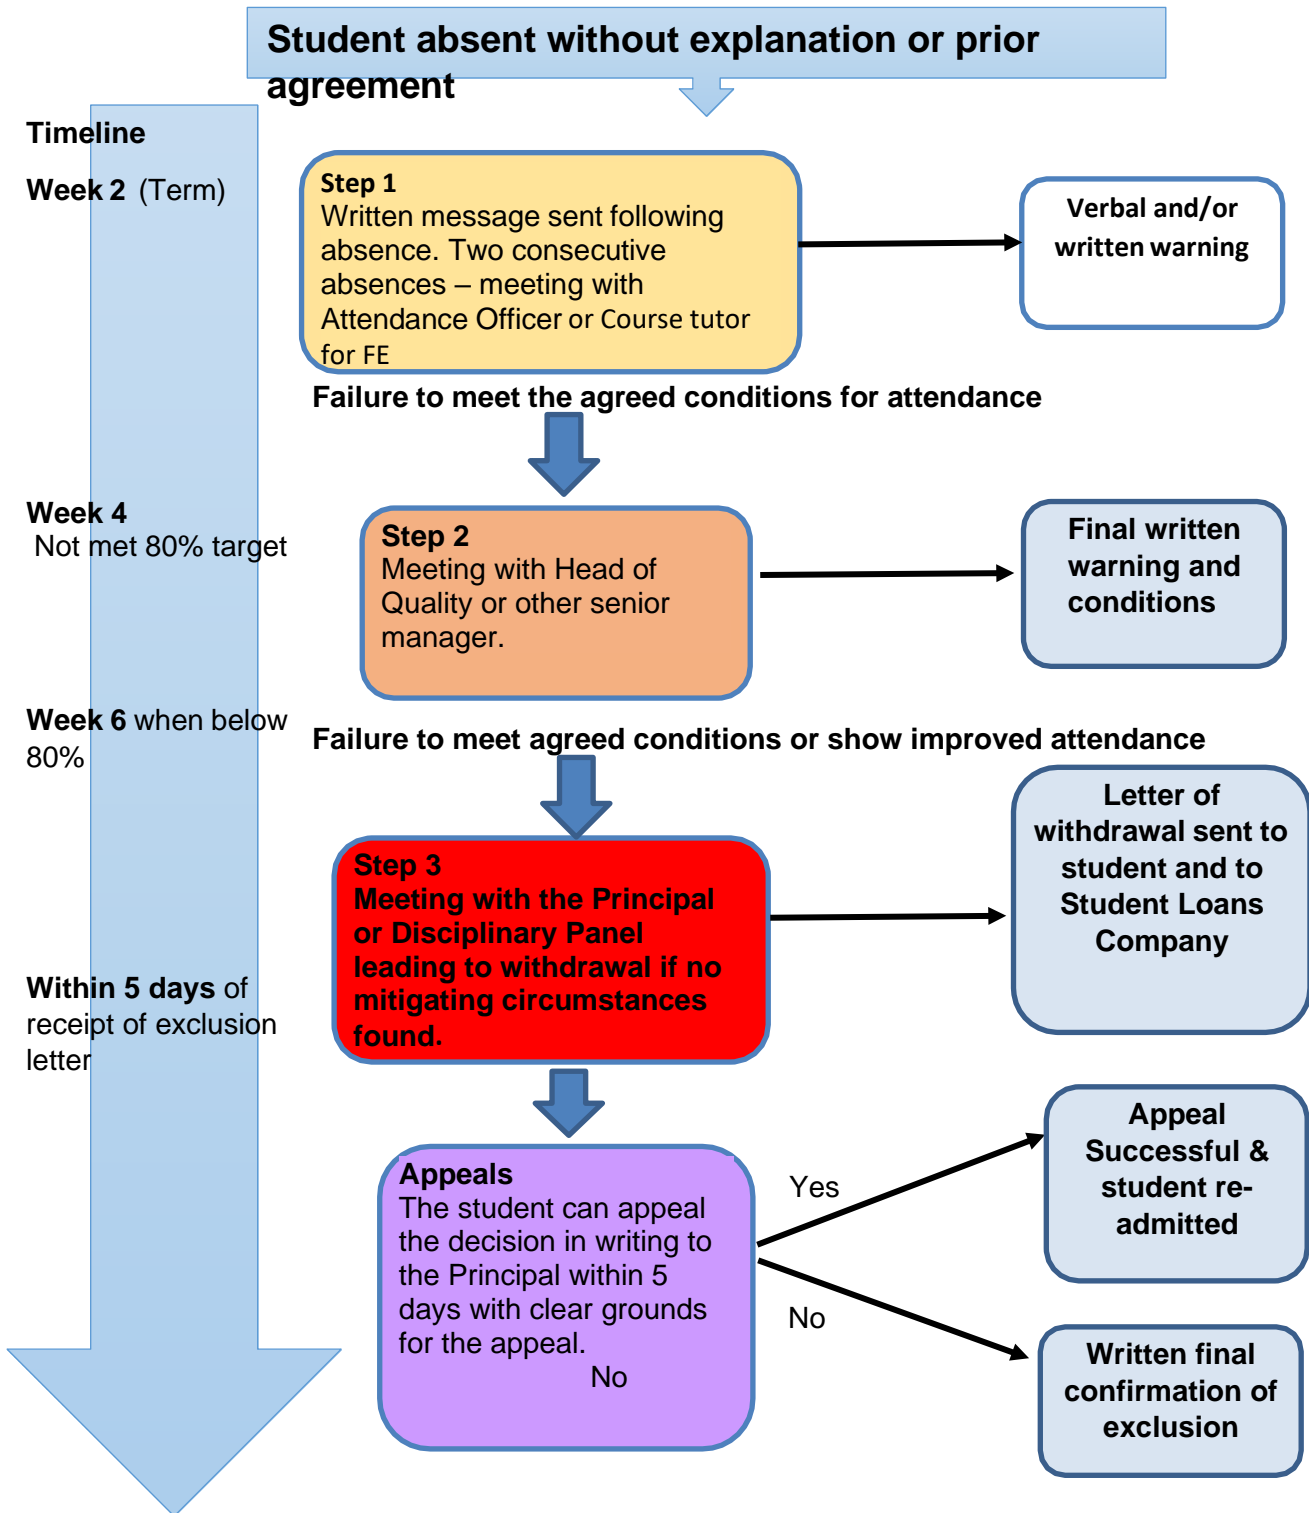 Student absent without explanation or prior
agreement
Timeline
Week 2 (Term)
Step 1
Written message sent following
absence. Two consecutive
absences – meeting with
Attendance Officer or Course tutor
for FE
Verbal and/or
written warning
Failure to meet the agreed conditions for attendance
Week 4
Not met 80% target
Step 2
Meeting with Head of
Quality or other senior
manager.
Final written
warning and
conditions
Week 6 when below
80%
Failure to meet agreed conditions or show improved attendance
Step 3
Meeting with the Principal
or Disciplinary Panel
leading to withdrawal if no
mitigating circumstances
found.
Letter of
withdrawal sent to
student and to
Student Loans
Company
Within 5 days of
receipt of exclusion
letter
Appeals
The student can appeal
the decision in writing to
the Principal within 5
days with clear grounds
for the appeal.
No
Yes
Appeal
Successful &
student re-
admitted
No
Written final
confirmation of
exclusion